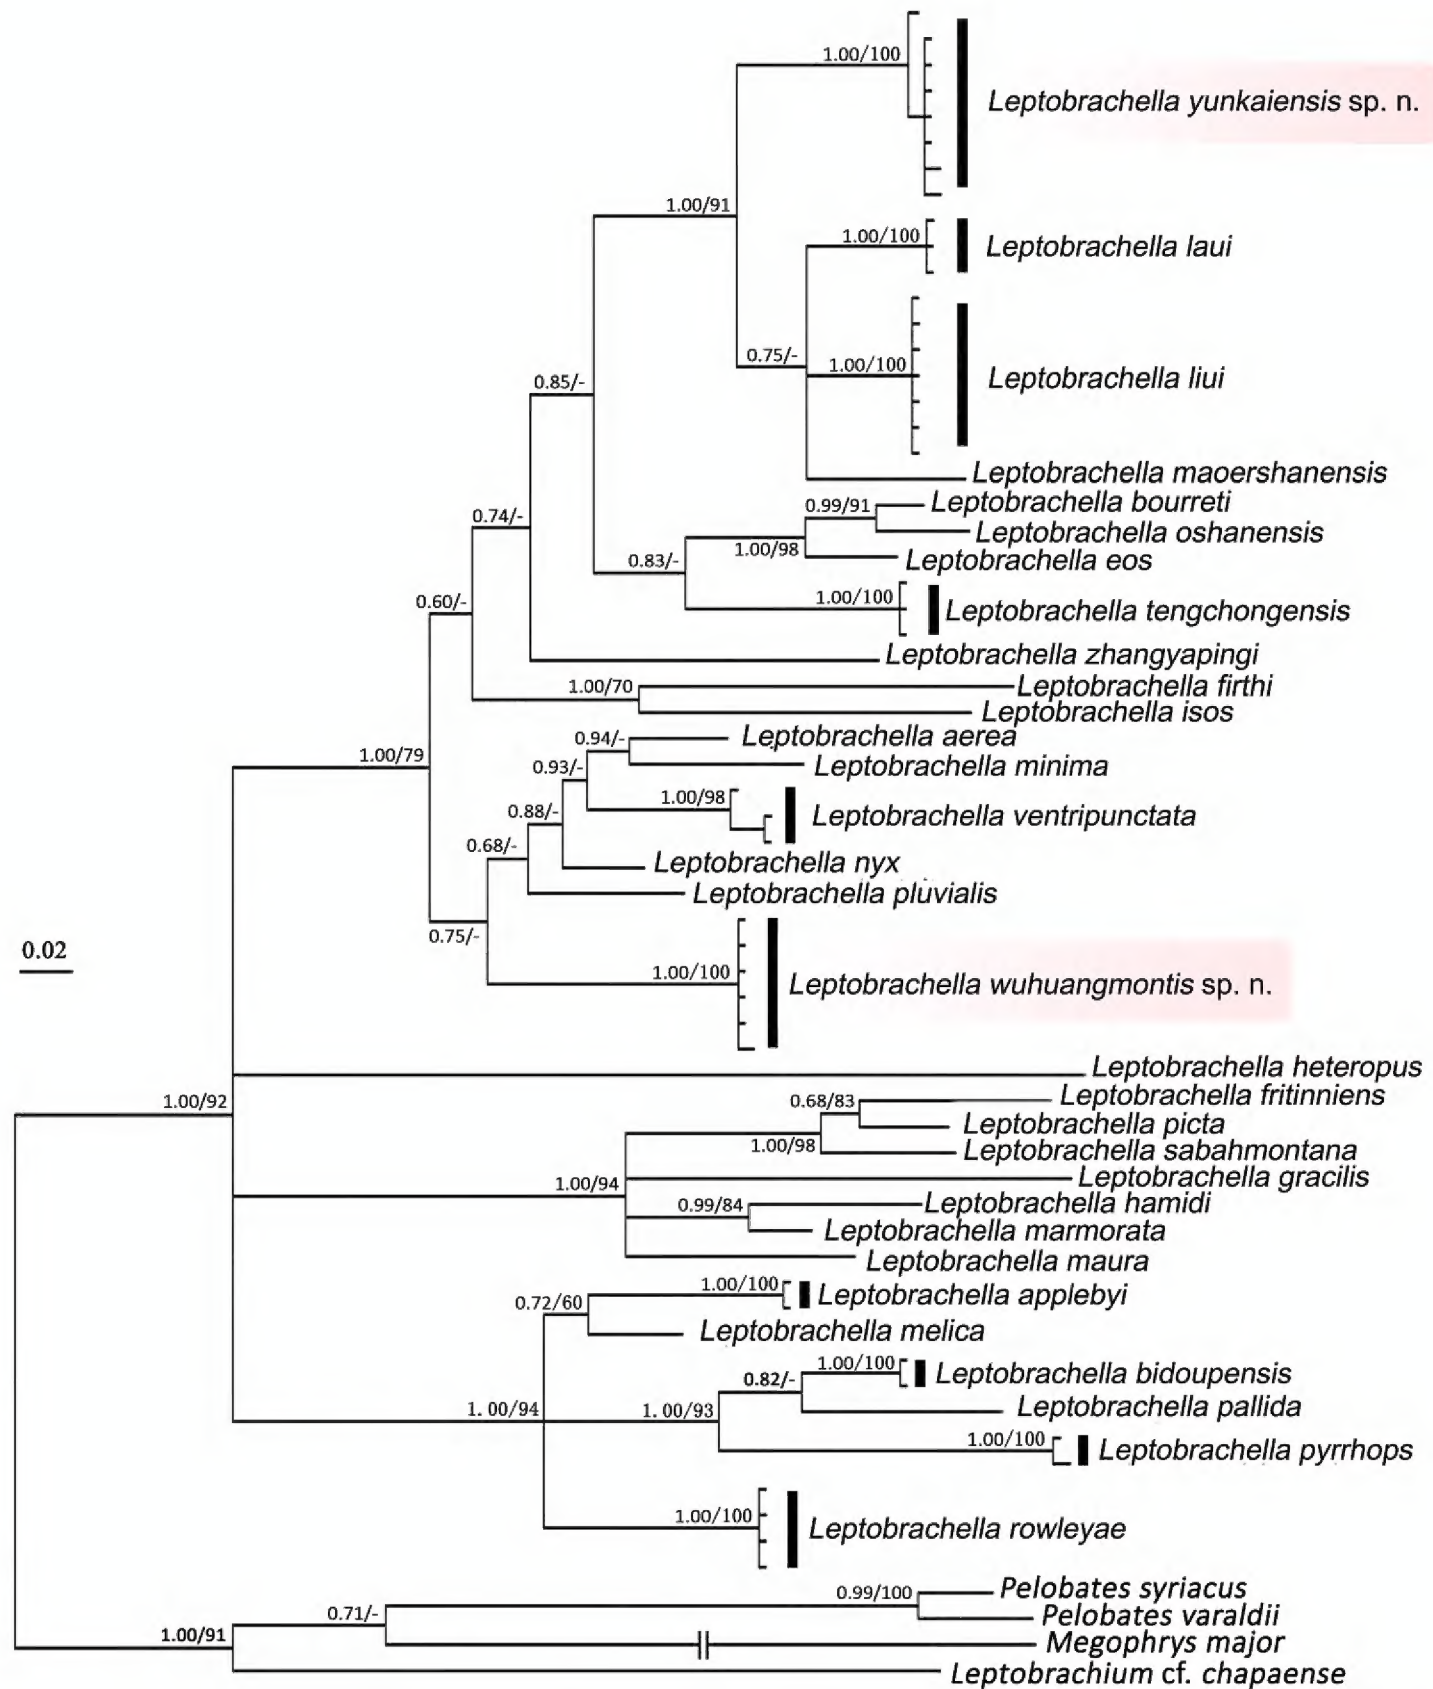 1.00/100
Leptobrachella yunkaiensis sp. n.
1.00/91
1.00/100
Leptobrachella laui
0.75/-
1.00/100
Leptobrachella liui
0.85/-
Leptobrachella maoershanensis
0.99/91
Leptobrachella bourreti
0.74/-
Leptobrachella oshanensis
1.00/98
Leptobrachella eos
0.83/-
0.60/-
1.00/100
Leptobrachella tengchongensis
Leptobrachella zhangyapingi
1.00/70
Leptobrachella firthi
Leptobrachella isos
0.94/-
Leptobrachella aerea
1.00/79
0.93/-
Leptobrachella minima
1.00/98
0.88/-
Leptobrachella ventripunctata
0.68/-
Leptobrachella nyx
Leptobrachella pluvialis
0.75/-
0.02
1.00/100
Leptobrachella wuhuangmontis sp. n.
Leptobrachella heteropus
1.00/92
0.68/83
Leptobrachella fritinniens
Leptobrachella picta
1.00/98
Leptobrachella sabahmontana
1.00/94
Leptobrachella gracilis
0.99/84
Leptobrachella hamidi
Leptobrachella marmorata
Leptobrachella maura
1.00/100
Leptobrachella applebyi
0.72/60
Leptobrachella melica
1.00/100
Leptobrachella bidoupensis
0.82/-
Leptobrachella pallida
1. 00/94
1. 00/93
1.00/100
Leptobrachella pyrrhops
1.00/100
Leptobrachella rowleyae
0.99/100
Pelobates syriacus
0.71/-
Pelobates varaldii
1.00/91
Megophrys major
Leptobrachium cf. chapaense